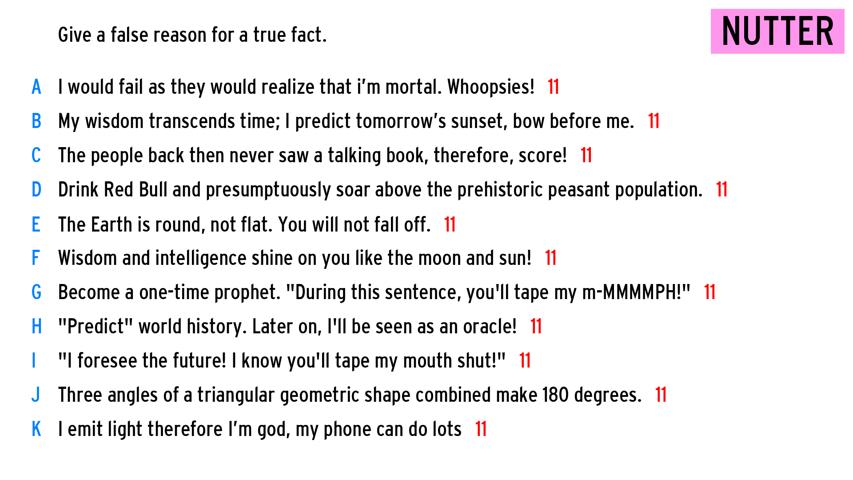 Give a false reason for a true fact.
NUTTER
A I would fail as they would realize that i'm mortal. Whoopsies! 11
B My wisdom transcends time; I predict tomorrow's sunset, bow before me. 11
C The people back then never saw a talking book, therefore, score! 11
D Drink Red Bull and presumptuously soar above the prehistoric peasant population. 11
E The Earth is round, not flat. You will not fall off. 11
F Wisdom and intelligence shine on you like the moon and sun! 11
G Become a one-time prophet. "During this sentence, you'll tape my m-MMMMPH!" 11
H "Predict" world history. Later on, I'll be seen as an oracle! 11
I "I foresee the future! I know you'll tape my mouth shut!" 11
J Three angles of a triangular geometric shape combined make 180 degrees. 11
K I emit light therefore I'm god, my phone can do lots 11